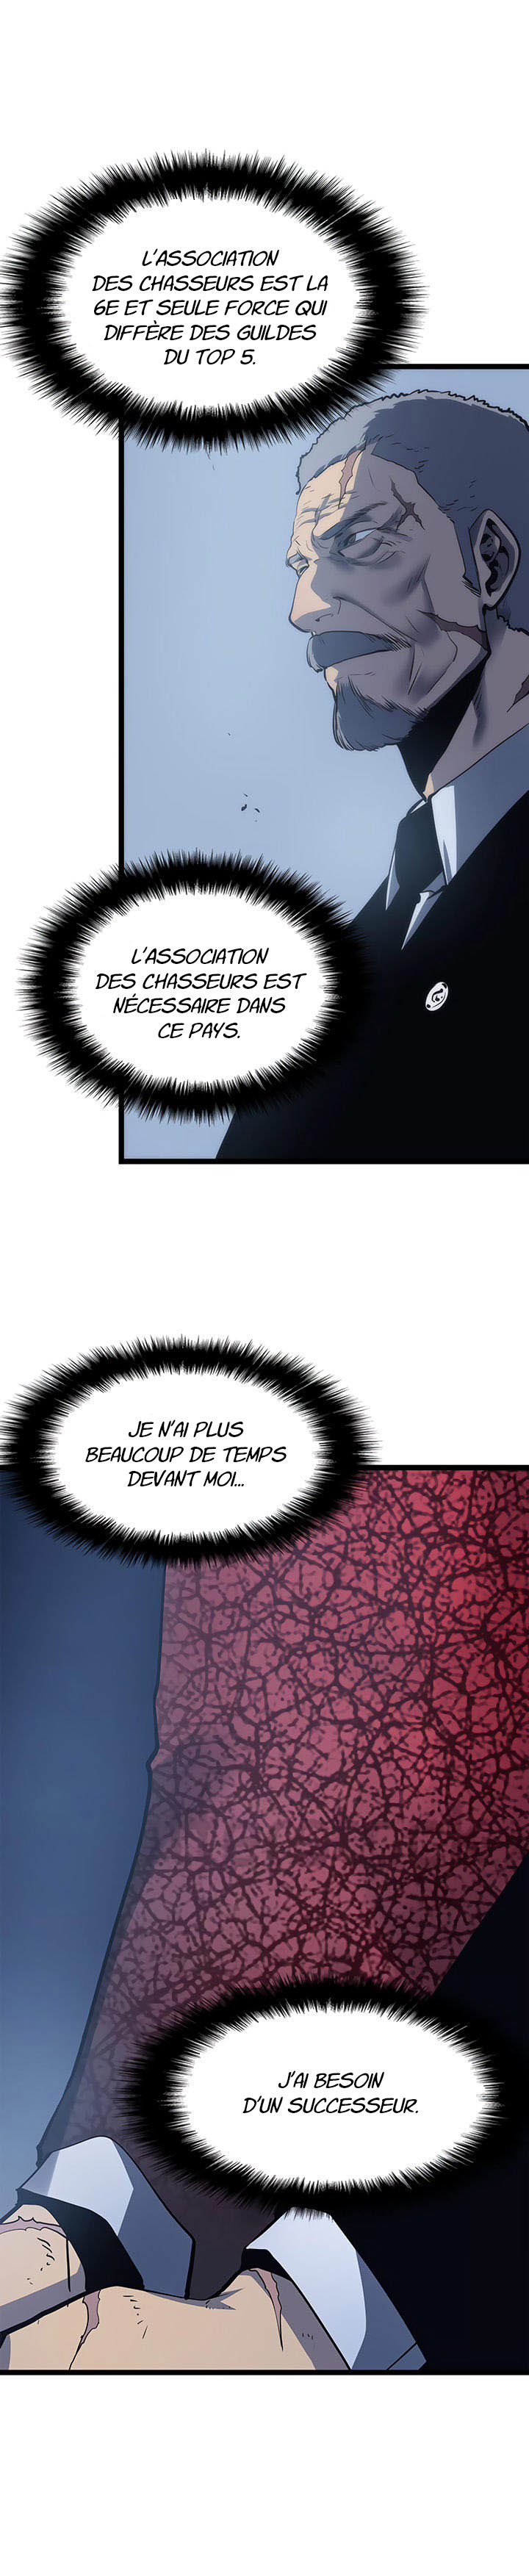 L'ASSOCIATION
DES CHASSEURS EST LA
6E ET SEULE FORCE QUI
DIFFÈRE DES GUILDES
DU TOP 5.
L'ASSOCIATION
DES CHASSEURS EST
NÉCESSAIRE DANS
CE PAYS.
JE N'AI PLUS
BEAUCOUP DE TEMPS
DEVANT MOI...
J'AI BESOIN
D'UN SUCCESSEUR.